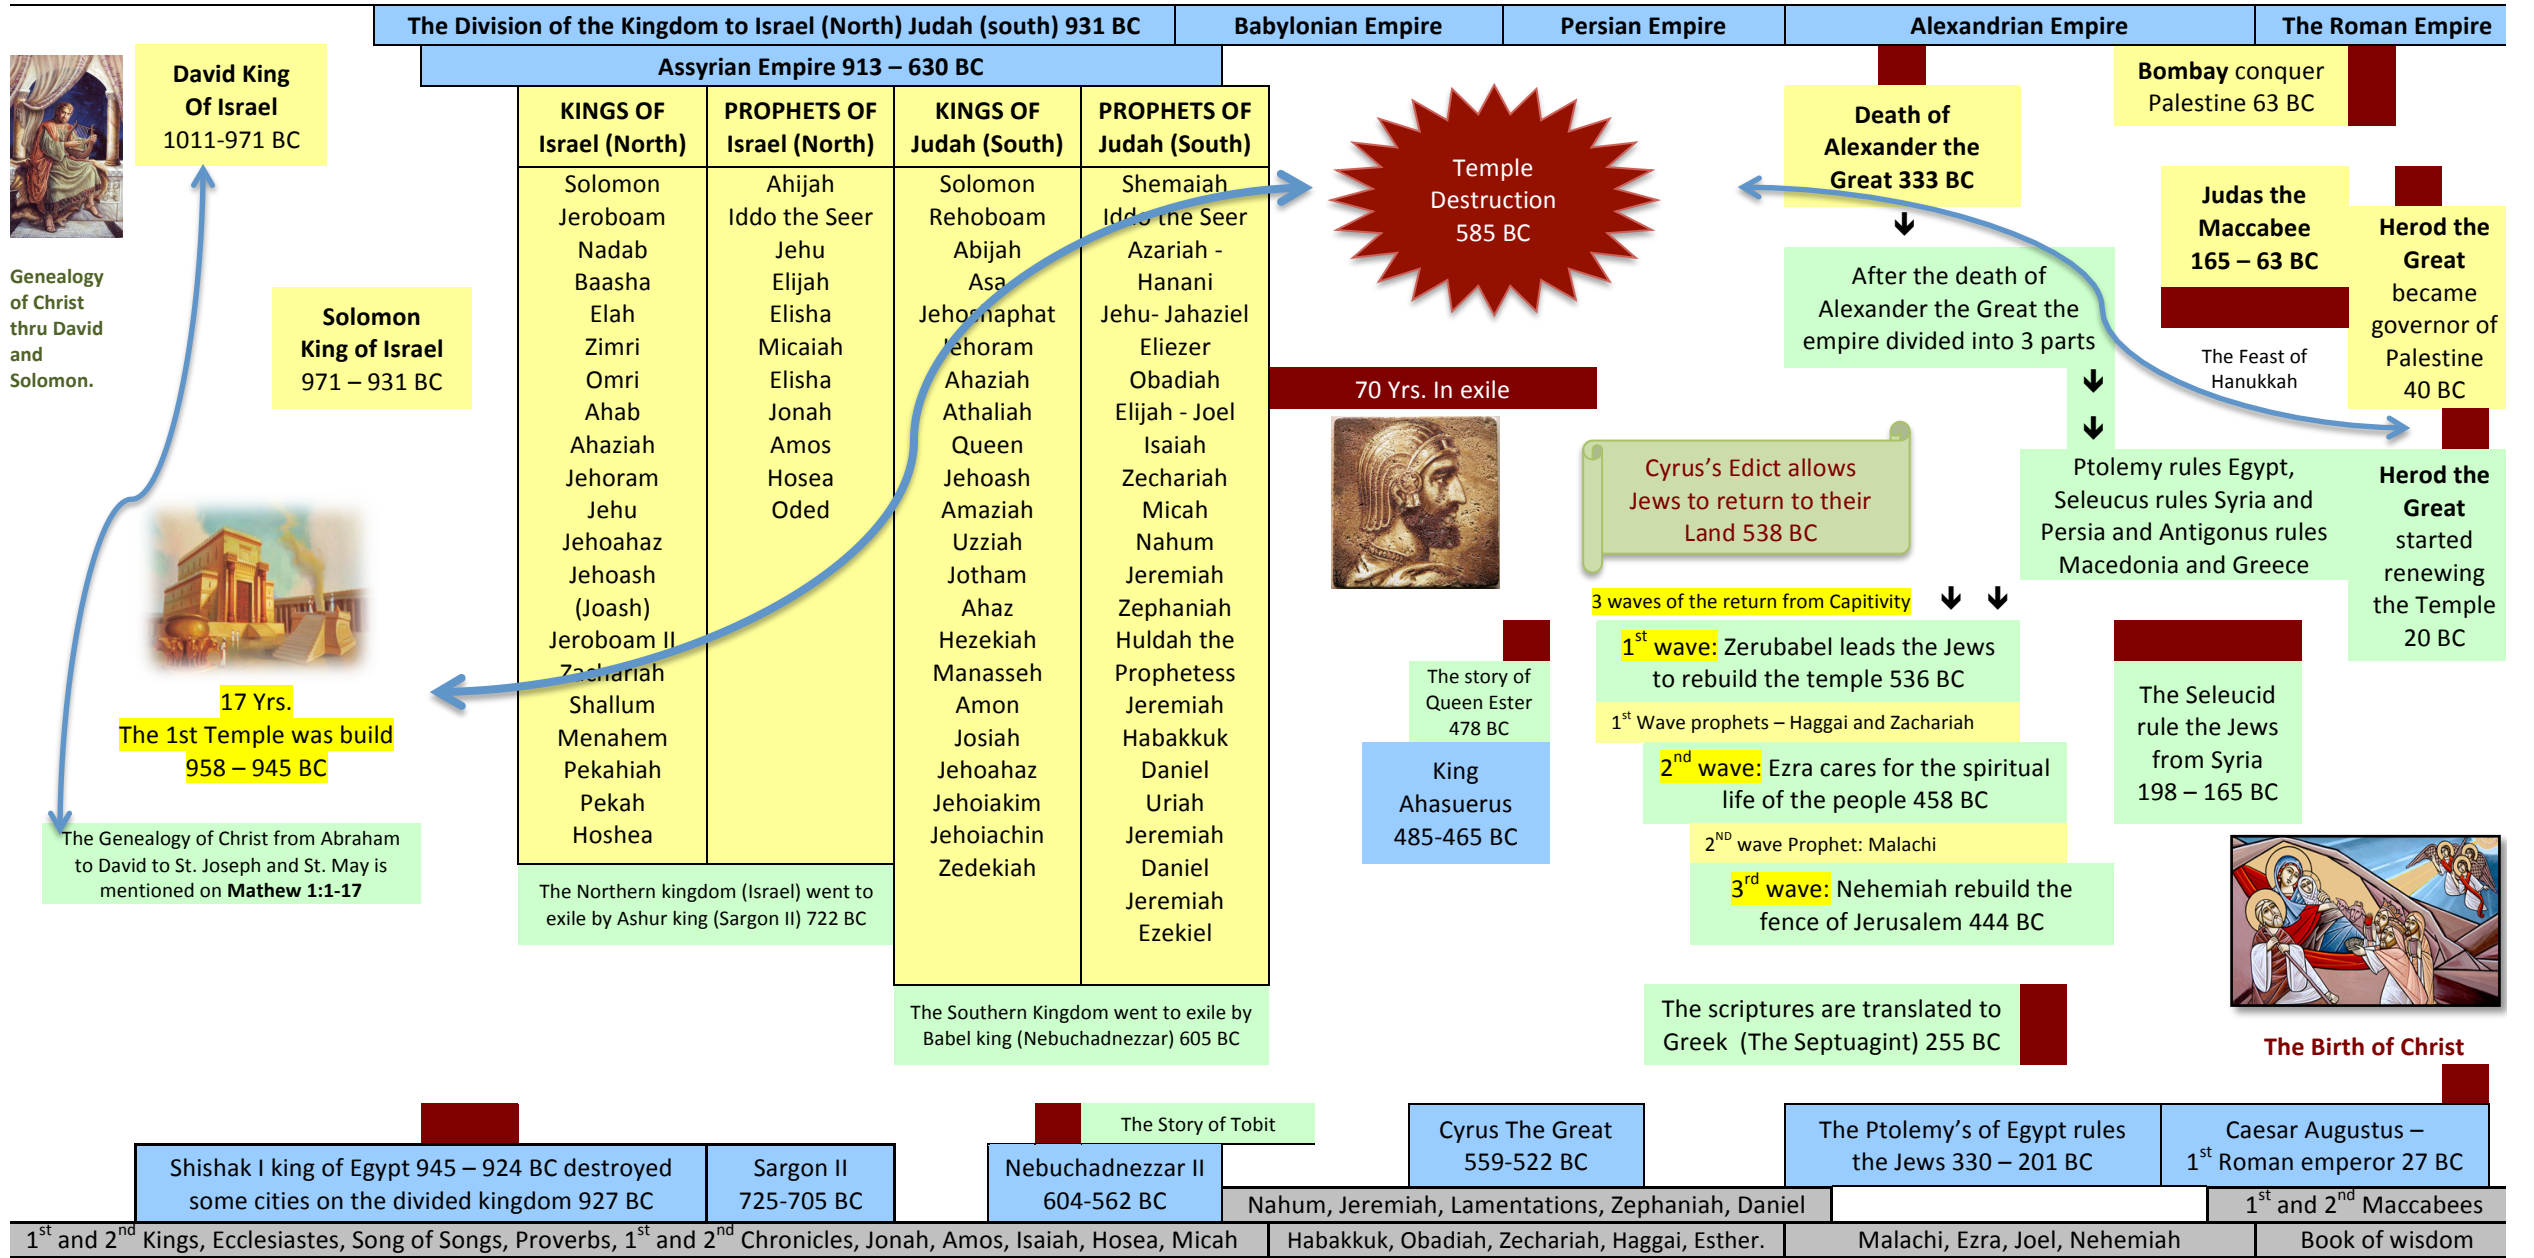 The Division of the Kingdom to Israel (North) Judah (south) 931 BC
Babylonian Empire
Persian Empire
Alexandrian Empire
The Roman Empire
Assyrian Empire 913 – 630 BC
David King
Of Israel
1011-971 BC
Genealogy
of Christ
thru David
and
Solomon.
Solomon
King of Israel
971 – 931 BC
17 Yrs.
The 1st Temple was build
958 – 945 BC
The Genealogy of Christ from Abraham
to David to St. Joseph and St. May is
mentioned on Mathew 1:1-17
KINGS OF
Israel (North)
Solomon
Jeroboam
Nadab
Baasha
Elah
Zimri
Omri
Ahab
Ahaziah
Jehoram
Jehu
Jehoahaz
Jehoash
(Joash)
Jeroboam II
Zachariah
Shallum
Menahem
Pekahiah
Pekah
Hoshea
PROPHETS OF
Israel (North)
Ahijah
Iddo the Seer
Jehu
Elijah
Elisha
Micaiah
Elisha
Jonah
Amos
Hosea
Oded
The Northern kingdom (Israel) went to
exile by Ashur king (Sargon II) 722 BC
KINGS OF
Judah (South)
Solomon
Rehoboam
Abijah
Asa
Jehoshaphat
Jehoram
Ahaziah
Athaliah
Queen
Jehoash
Amaziah
Uzziah
Jotham
Ahaz
Hezekiah
Manasseh
Amon
Josiah
Jehoahaz
Jehoiakim
Jehoiachin
Zedekiah
PROPHETS OF
Judah (South)
Shemaiah
Iddo the Seer
Azariah -
Hanani
Jehu- Jahaziel
Eliezer
Obadiah
Elijah - Joel
Isaiah
Zechariah
Micah
Nahum
Jeremiah
Zephaniah
Huldah the
Prophetess
Jeremiah
Habakkuk
Daniel
Uriah
Jeremiah
Daniel
Jeremiah
Ezekiel
The Southern Kingdom went to exile by
Babel king (Nebuchadnezzar) 605 BC
Temple
Destruction
585 BC
70 Yrs. In exile
Cyrus's Edict allows
Jews to return to their
Land 538 BC
3 waves of the return from Capitivity
1st wave: Zerubabel leads the Jews
to rebuild the temple 536 BC
1st Wave prophets – Haggai and Zachariah
2nd wave: Ezra cares for the spiritual
life of the people 458 BC
2ND wave Prophet: Malachi
3rd wave: Nehemiah rebuild the
fence of Jerusalem 444 BC
The story of
Queen Ester
478 BC
King
Ahasuerus
485-465 BC
The scriptures are translated to
Greek (The Septuagint) 255 BC
Death of
Alexander the
Great 333 BC
After the death of
Alexander the Great the
empire divided into 3 parts
Ptolemy rules Egypt,
Seleucus rules Syria and
Persia and Antigonus rules
Macedonia and Greece
Bombay conquer
Palestine 63 BC
Judas the
Maccabee
165 – 63 BC
The Feast of
Hanukkah
Herod the
Great
became
governor of
Palestine
40 BC
Herod the
Great
started
renewing
the Temple
20 BC
The Seleucid
rule the Jews
from Syria
198 – 165 BC
The Birth of Christ
The Story of Tobit
Shishak I king of Egypt 945 – 924 BC destroyed
some cities on the divided kingdom 927 BC
Sargon II
725-705 BC
Nebuchadnezzar II
604-562 BC
Cyrus The Great
559-522 BC
The Ptolemy's of Egypt rules
the Jews 330 – 201 BC
Caesar Augustus –
1st Roman emperor 27 BC
Nahum, Jeremiah, Lamentations, Zephaniah, Daniel
1st and 2nd Maccabees
1st and 2nd Kings, Ecclesiastes, Song of Songs, Proverbs, 1st and 2nd Chronicles, Jonah, Amos, Isaiah, Hosea, Micah
Habakkuk, Obadiah, Zechariah, Haggai, Esther.
Malachi, Ezra, Joel, Nehemiah
Book of wisdom